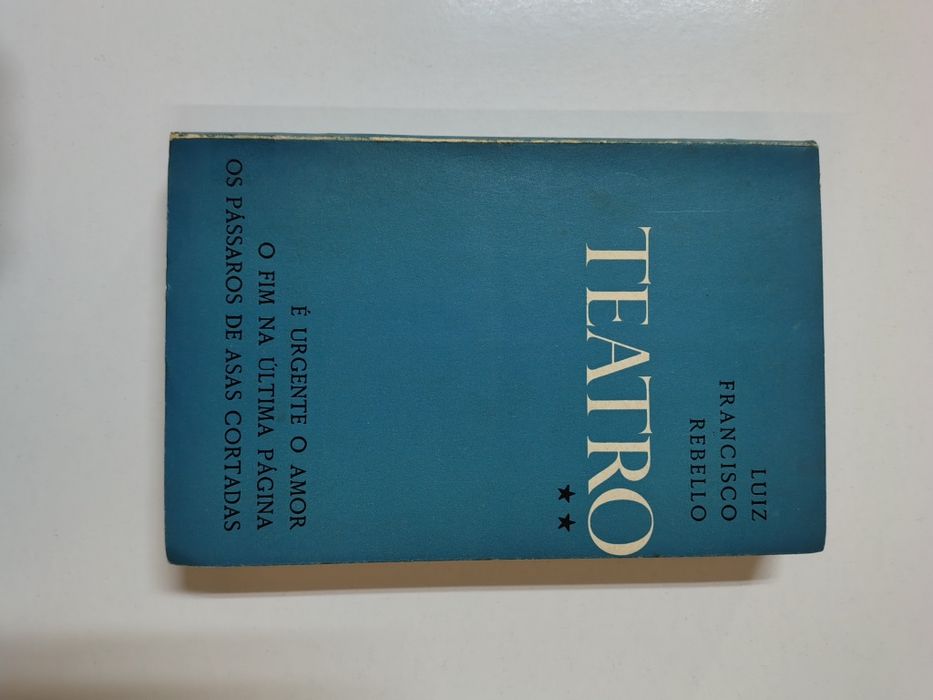 LUIZ
FRANCISCO
REBELLO
TEATRO
★★
É URGENTE O AMOR
O FIM NA ÚLTIMA PÁGINA
OS PÁSSAROS DE ASAS CORTADAS